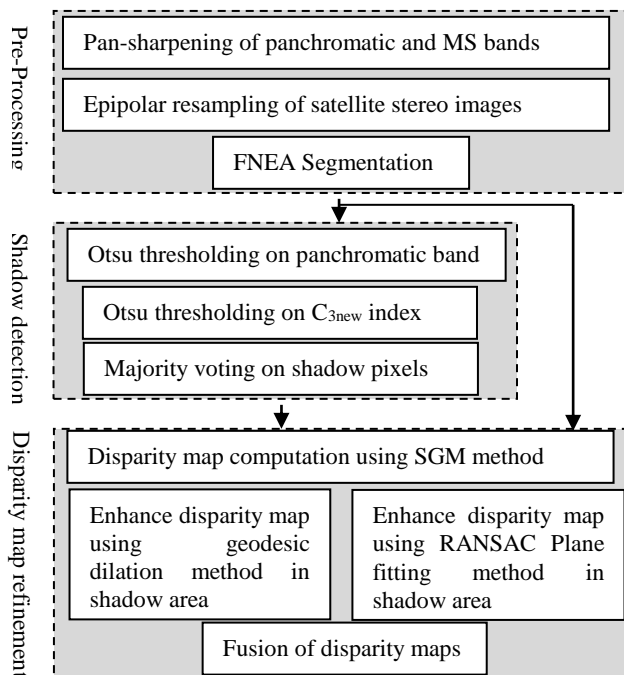 Pre-Processing
Pan-sharpening of panchromatic and MS bands
Epipolar resampling of satellite stereo images
FNEA Segmentation
Shadow detection
Otsu thresholding on panchromatic band
Otsu thresholding on C3new index
Majority voting on shadow pixels
Disparity map refinement
Disparity map computation using SGM method
Enhance disparity map
using geodesic
dilation method in
shadow area
Enhance disparity map
using RANSAC Plane
fitting method in
shadow area
Fusion of disparity maps